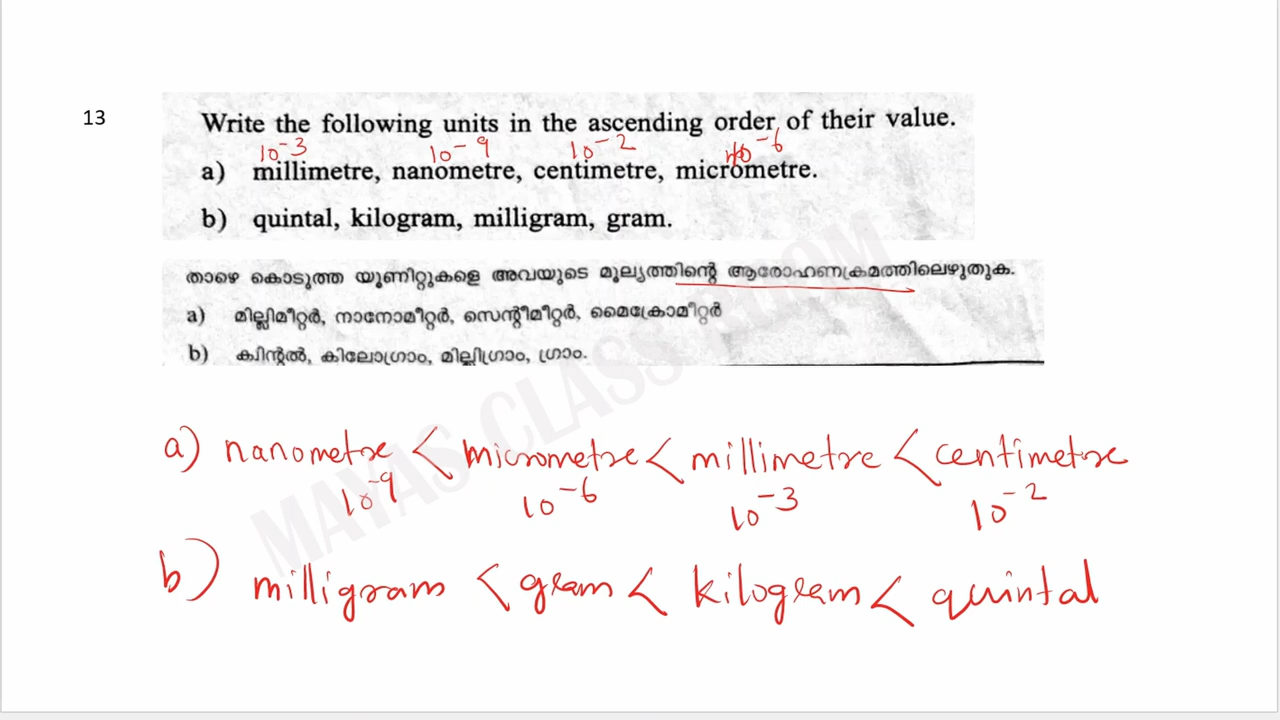 13
Write the following units in the ascending order of their value.
10⁻³ 10⁻⁹ 10⁻² 10⁻⁶
a) millimetre, nanometre, centimetre, micrometre.
b) quintal, kilogram, milligram, gram.
താഴെ കൊടുത്ത യൂണിറ്റുകളെ അവയുടെ മൂല്യത്തിന്റെ ആരോഹണക്രമത്തിലെഴുതുക.
a) മില്ലിമീറ്റർ, നാനോമീറ്റർ, സെന്റീമീറ്റർ, മൈക്രോമീറ്റർ
b) ക്വിന്റൽ, കിലോഗ്രാം, മില്ലിഗ്രാം, ഗ്രാം.
a) nanometre < micrometre < millimetre < centimetre
10⁻⁹ 10⁻⁶ 10⁻³ 10⁻²
b) milligram < gram < kilogram < quintal
MAYAS CLASSROOM